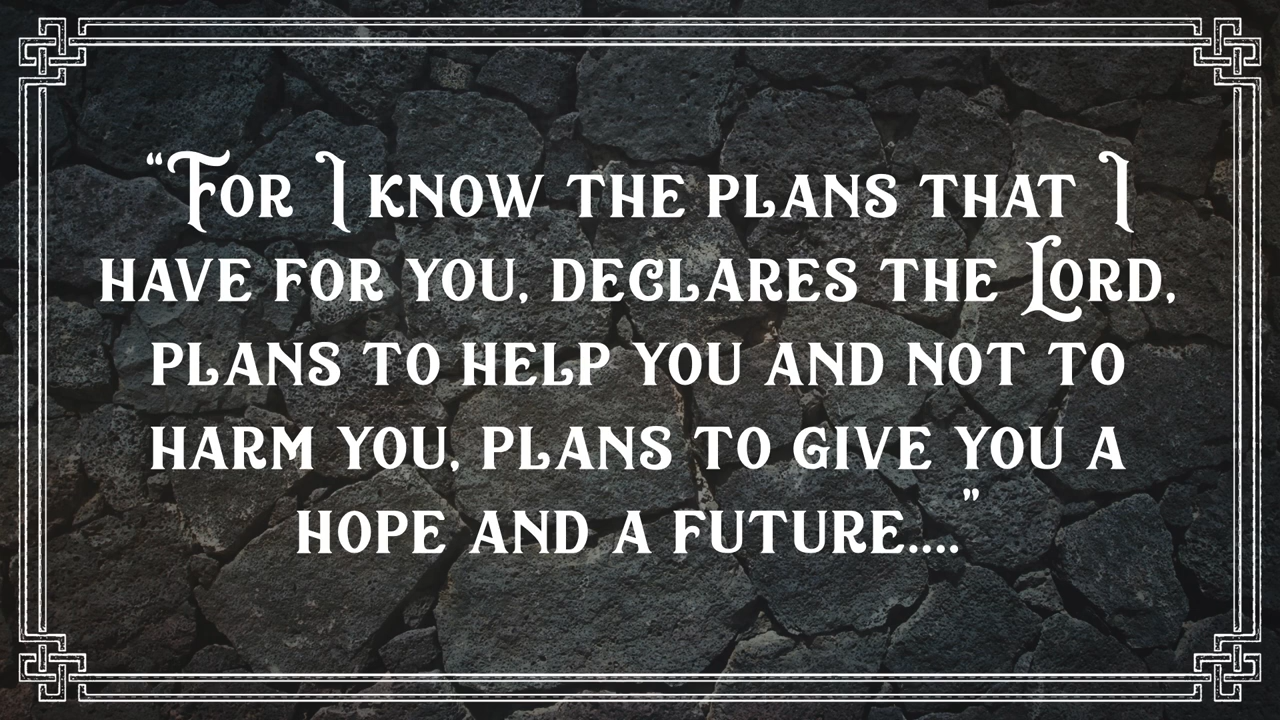 “For I know the plans that I
have for you, declares the Lord,
plans to help you and not to
harm you, plans to give you a
hope and a future....”